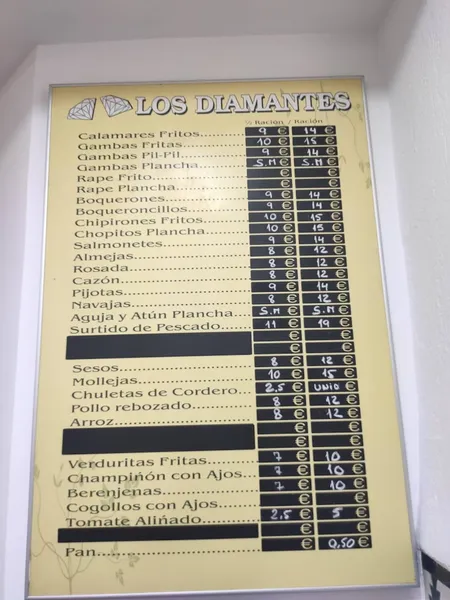 LOS DIAMANTES
½ Ración / Ración
Calamares Fritos........ 9 € 14 €
Gambas Fritas........ 10 € 15 €
Gambas Pil-Pil........ 9 € 14 €
Gambas Plancha........ S.M € S.M €
Rape Frito........ € €
Rape Plancha........ € €
Boquerones........ 9 € 14 €
Boqueroncillos........ 9 € 14 €
Chipirones Fritos........ 10 € 15 €
Chopitos Plancha........ 10 € 15 €
Salmonetes........ 9 € 14 €
Almejas........ 8 € 12 €
Rosada........ 8 € 12 €
Cazón........ 8 € 12 €
Pijotas........ 9 € 14 €
Navajas........ 8 € 12 €
Aguja y Atún Plancha........ S.M € S.M €
Surtido de Pescado........ 11 € 19 €
€ €
€ €
Sesos........ 8 € 12 €
Mollejas........ 10 € 15 €
Chuletas de Cordero........ 2.5 € UNID €
Pollo rebozado........ 8 € 12 €
Arroz........ 8 € 12 €
€ €
€ €
Verduritas Fritas........ 7 € 10 €
Champiñón con Ajos........ 7 € 10 €
Berenjenas........ 7 € 10 €
Cogollos con Ajos........ € €
Tomate Aliñado........ 2,5 € 5 €
€ €
Pan........ € 0,50 €